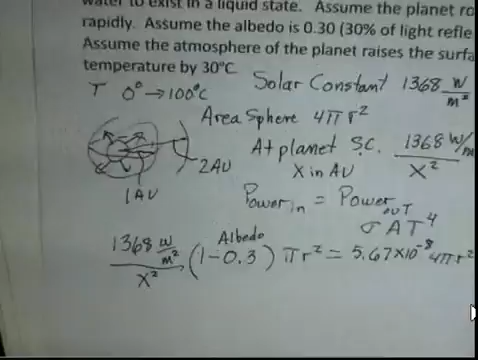 water to exist in a liquid state. Assume the planet ro
rapidly. Assume the albedo is 0.30 (30% of light refle
Assume the atmosphere of the planet raises the surfa
temperature by 30°C
Solar Constant 1368 W/m²
T 0° → 100°C
Area Sphere 4πr²
At planet S.C. 1368 W/m
X in AU X²
2AU
1AU
Power in = Power OUT
σAT⁴
Albedo
1368 W/m² / X² (1-0.3) πr² = 5.67×10⁻⁸ 4πr²